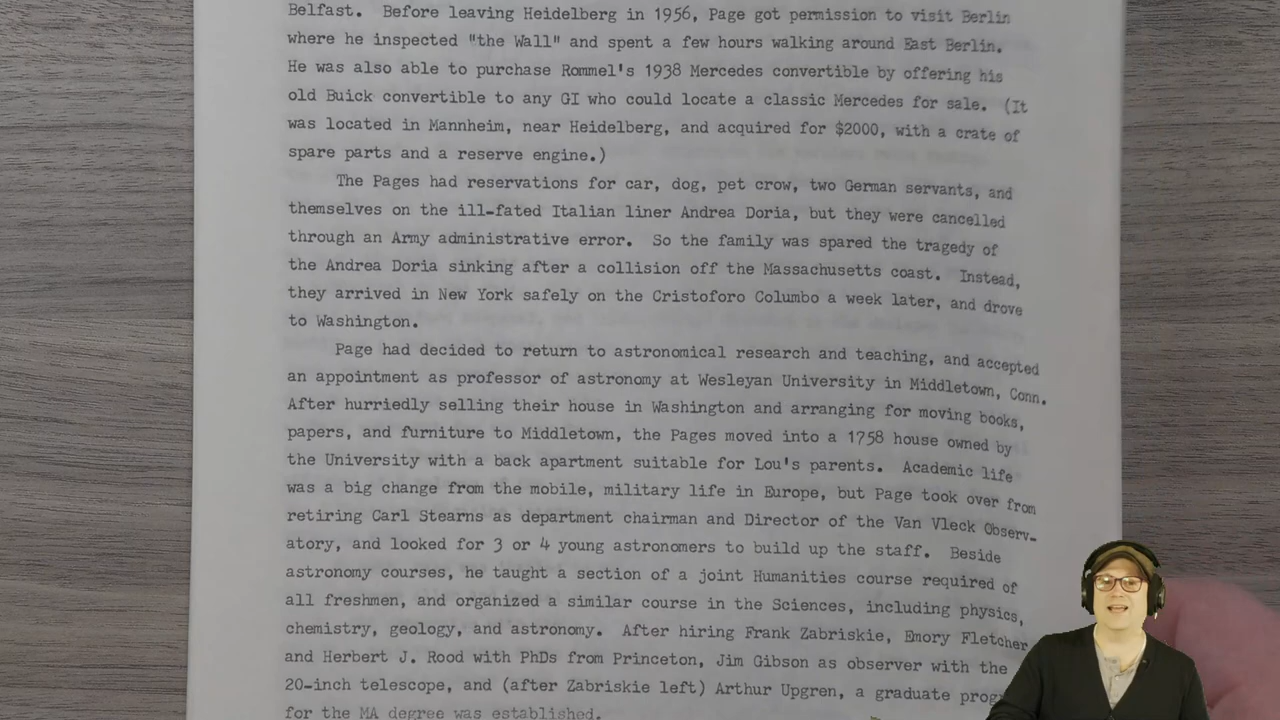 Belfast.  Before leaving Heidelberg in 1956, Page got permission to visit Berlin
where he inspected "the Wall" and spent a few hours walking around East Berlin.
He was also able to purchase Rommel's 1938 Mercedes convertible by offering his
old Buick convertible to any GI who could locate a classic Mercedes for sale.  (It
was located in Mannheim, near Heidelberg, and acquired for $2000, with a crate of
spare parts and a reserve engine.)
The Pages had reservations for car, dog, pet crow, two German servants, and
themselves on the ill-fated Italian liner Andrea Doria, but they were cancelled
through an Army administrative error.  So the family was spared the tragedy of
the Andrea Doria sinking after a collision off the Massachusetts coast.  Instead,
they arrived in New York safely on the Cristoforo Columbo a week later, and drove
to Washington.
Page had decided to return to astronomical research and teaching, and accepted
an appointment as professor of astronomy at Wesleyan University in Middletown, Conn.
After hurriedly selling their house in Washington and arranging for moving books,
papers, and furniture to Middletown, the Pages moved into a 1758 house owned by
the University with a back apartment suitable for Lou's parents.  Academic life
was a big change from the mobile, military life in Europe, but Page took over from
retiring Carl Stearns as department chairman and Director of the Van Vleck Observ-
atory, and looked for 3 or 4 young astronomers to build up the staff.  Beside
astronomy courses, he taught a section of a joint Humanities course required of
all freshmen, and organized a similar course in the Sciences, including physics,
chemistry, geology, and astronomy.  After hiring Frank Zabriskie, Emory Fletcher
and Herbert J. Rood with PhDs from Princeton, Jim Gibson as observer with the
20-inch telescope, and (after Zabriskie left) Arthur Upgren, a graduate prog
for the MA degree was established.